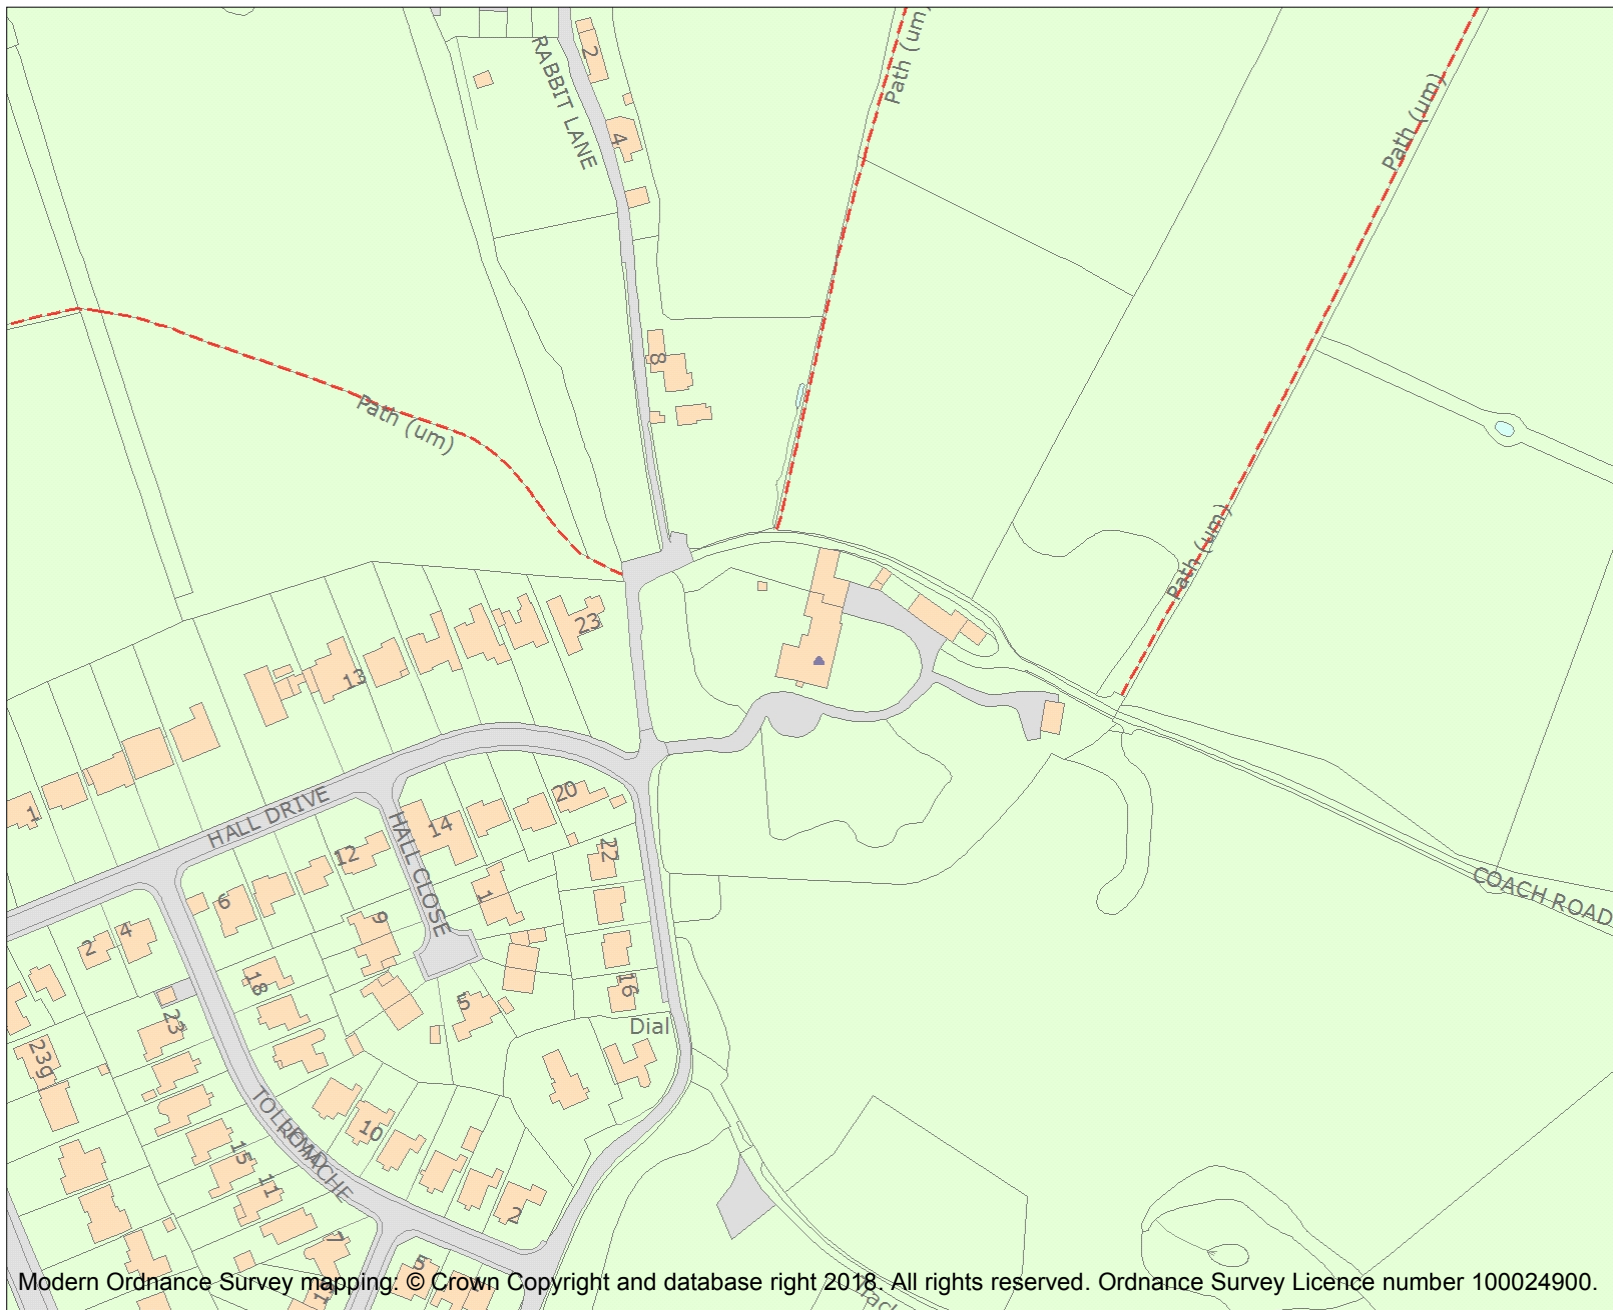 2
RABBIT LANE
Path (um)
Path (um)
4
8
Path (um)
Path (um)
23
13
1
HALL DRIVE
20
14
HALL CLOSE
12
22
COACH ROAD
6
1
9
2
4
18
16
5
23
Dial
23g
TOLLEMACHE
ROAD
10
15
11
2
7
5
Modern Ordnance Survey mapping: © Crown Copyright and database right 2018. All rights reserved. Ordnance Survey Licence number 100024900.